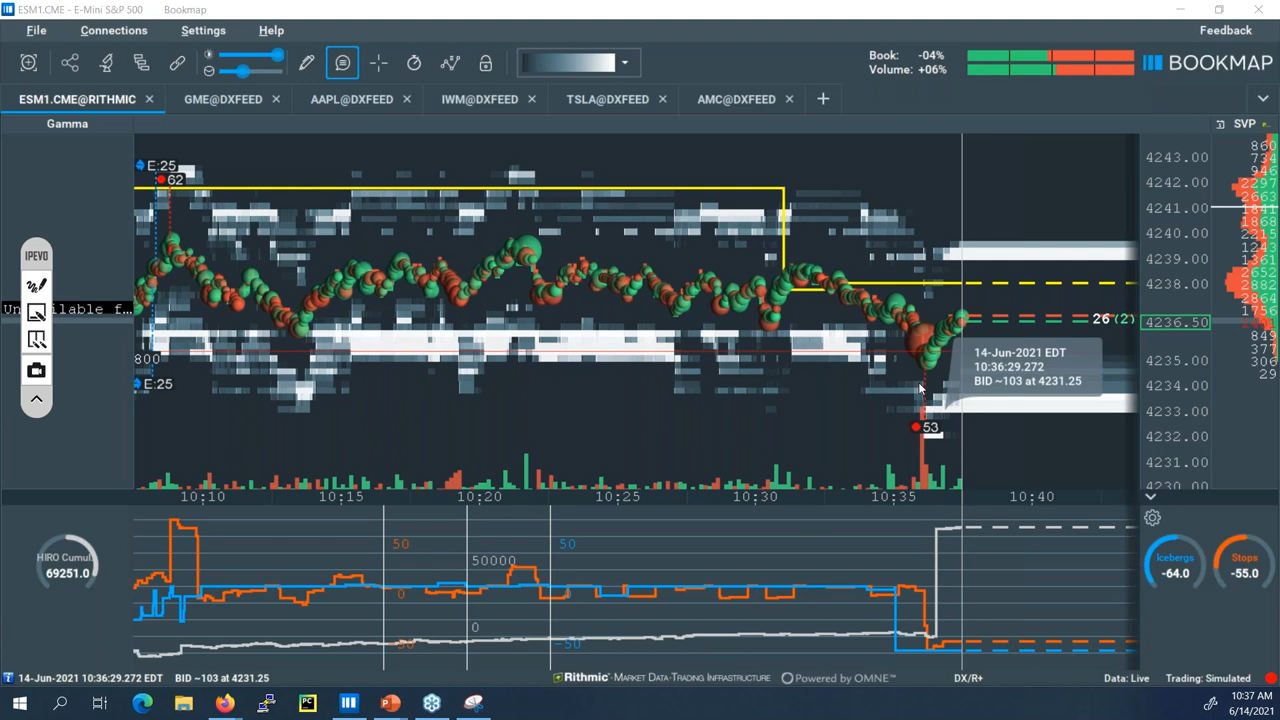 ESM1.CME - E-Mini S&P 500 Bookmap
File Connections Settings Help Feedback
Book: -04%
Volume: +06%
BOOKMAP
ESM1.CME@RITHMIC GME@DXFEED AAPL@DXFEED IWM@DXFEED TSLA@DXFEED AMC@DXFEED
Gamma
SVP
E:25
62
IPEVO
800
E:25
53
26 (2)
14-Jun-2021 EDT
10:36:29.272
BID ~103 at 4231.25
4243.00
4242.00
4241.00
4240.00
4239.00
4238.00
4236.50
4235.00
4234.00
4233.00
4232.00
4231.00
4230.00
860
734
946
2297
2663
1841
1868
2215
1243
1361
2652
2882
2864
1756
849
377
306
29
10:10 10:15 10:20 10:25 10:30 10:35 10:40
HIRO Cumul.
69251.0
50 50000 50
0 0 0
-50 -50
Icebergs
-64.0
Stops
-55.0
14-Jun-2021 10:36:29.272 EDT BID ~103 at 4231.25
Rithmic - MARKET DATA-TRADING INFRASTRUCTURE
Powered by OMNE™
DX/R+
Data: Live
Trading: Simulated
PC
10:37 AM
6/14/2021